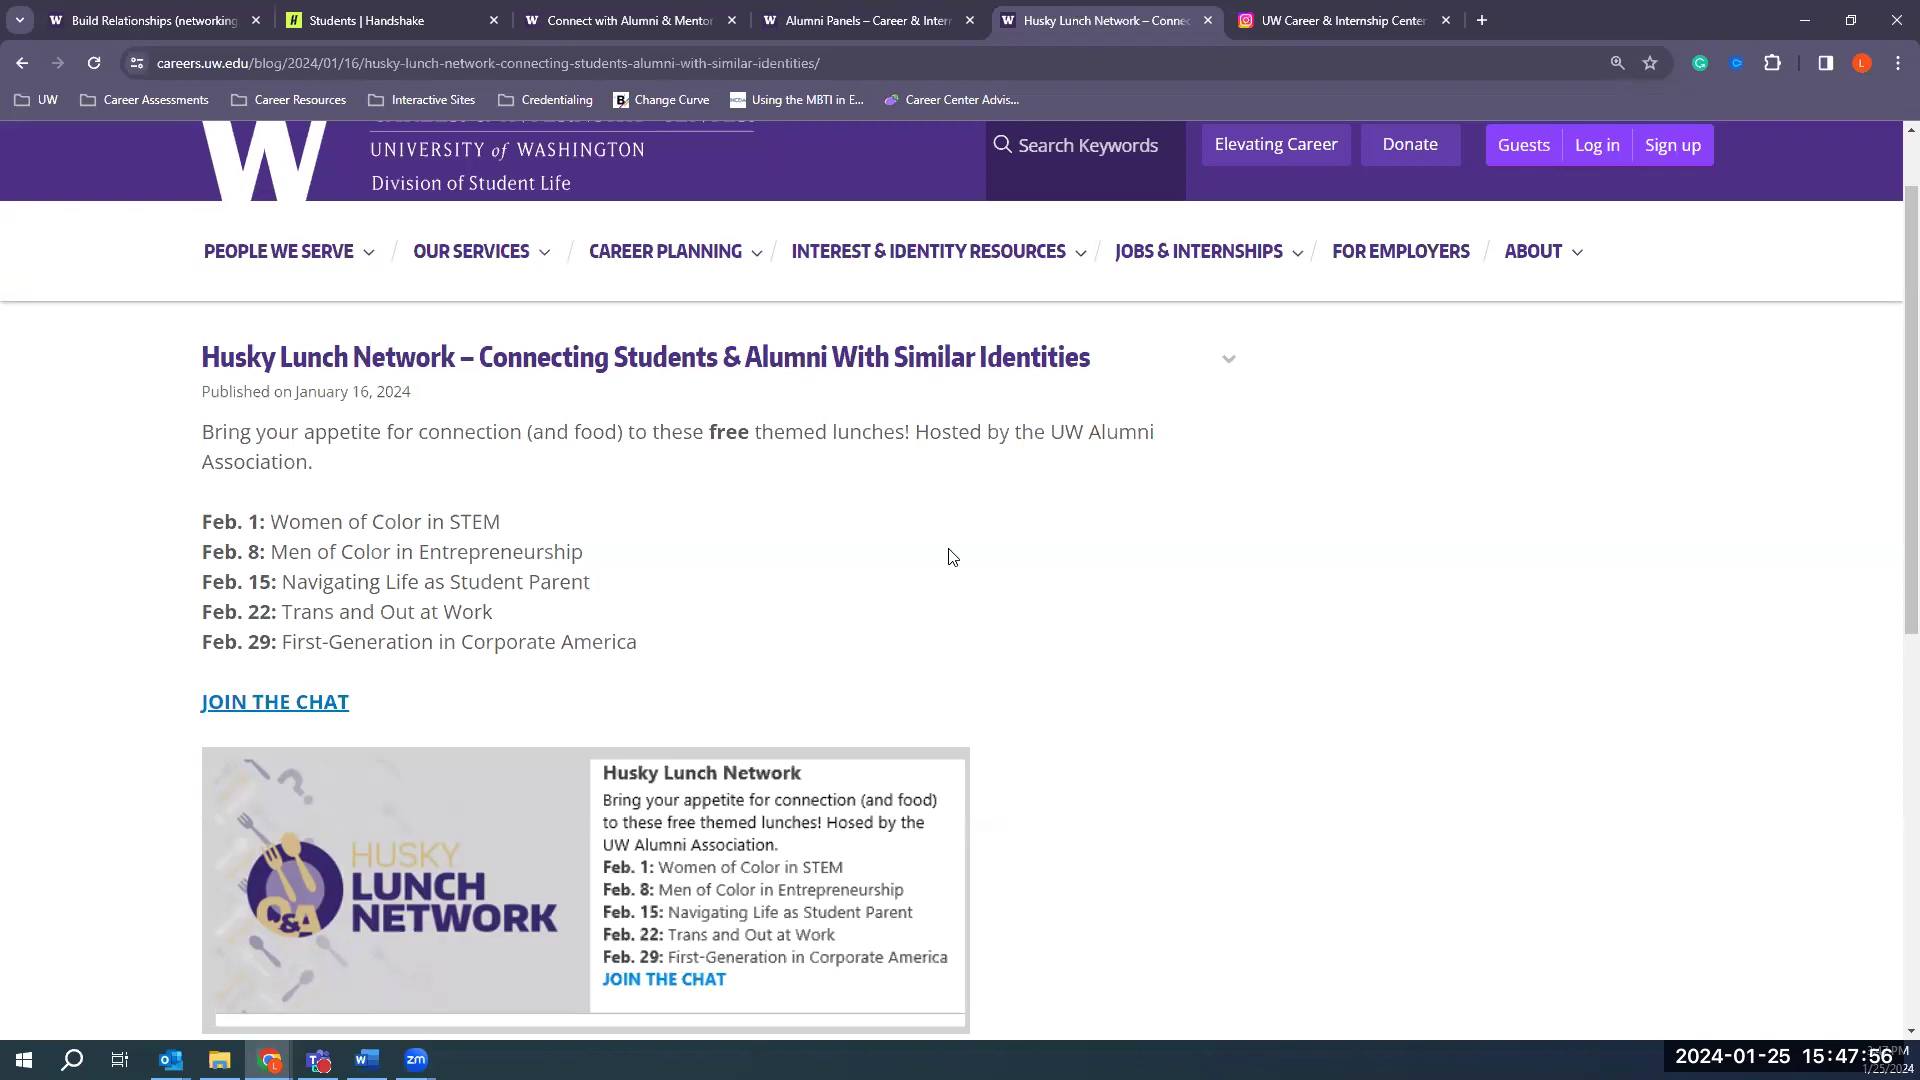 Build Relationships (networking
Students | Handshake
Connect with Alumni & Mentor
Alumni Panels – Career & Inter
Husky Lunch Network – Connec
UW Career & Internship Center
careers.uw.edu/blog/2024/01/16/husky-lunch-network-connecting-students-alumni-with-similar-identities/
UW
Career Assessments
Career Resources
Interactive Sites
Credentialing
Change Curve
Using the MBTI in E...
Career Center Advis...
UNIVERSITY of WASHINGTON
Division of Student Life
Search Keywords
Elevating Career
Donate
Guests
Log in
Sign up
PEOPLE WE SERVE
OUR SERVICES
CAREER PLANNING
INTEREST & IDENTITY RESOURCES
JOBS & INTERNSHIPS
FOR EMPLOYERS
ABOUT
Husky Lunch Network – Connecting Students & Alumni With Similar Identities
Published on January 16, 2024
Bring your appetite for connection (and food) to these free themed lunches! Hosted by the UW Alumni
Association.
Feb. 1: Women of Color in STEM
Feb. 8: Men of Color in Entrepreneurship
Feb. 15: Navigating Life as Student Parent
Feb. 22: Trans and Out at Work
Feb. 29: First-Generation in Corporate America
JOIN THE CHAT
Q&A
HUSKY
LUNCH
NETWORK
Husky Lunch Network
Bring your appetite for connection (and food)
to these free themed lunches! Hosed by the
UW Alumni Association.
Feb. 1: Women of Color in STEM
Feb. 8: Men of Color in Entrepreneurship
Feb. 15: Navigating Life as Student Parent
Feb. 22: Trans and Out at Work
Feb. 29: First-Generation in Corporate America
JOIN THE CHAT
2024-01-25 15:47:56
1/25/2024